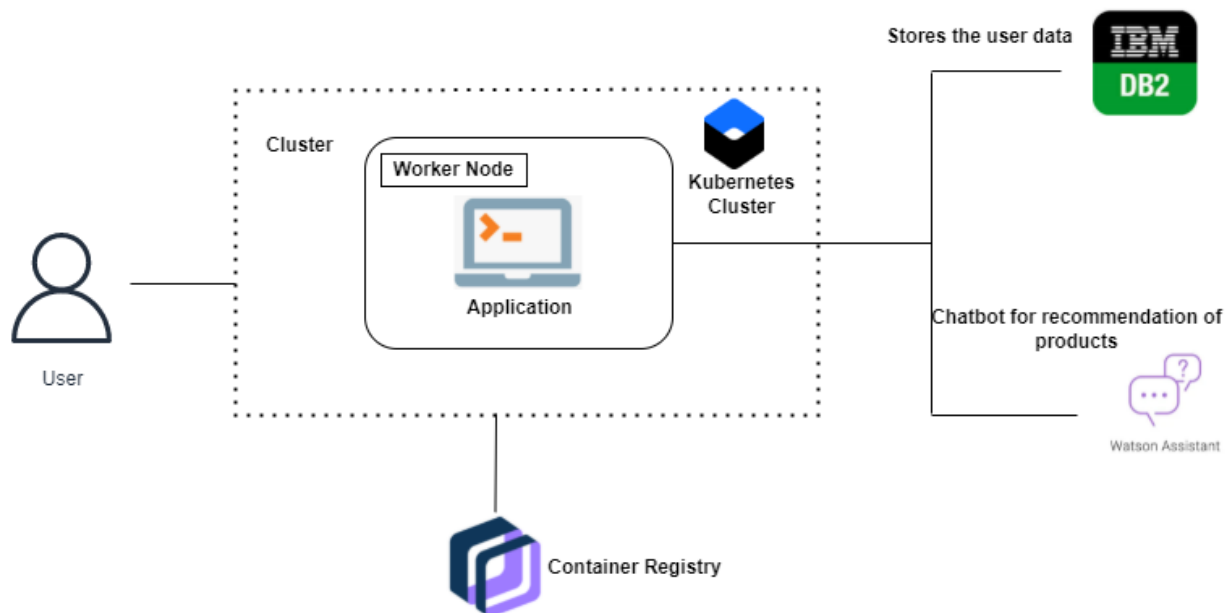 Stores the user data
IBM
DB2
Cluster
Worker Node
Kubernetes
Cluster
Application
User
Chatbot for recommendation of
products
Watson Assistant
Container Registry